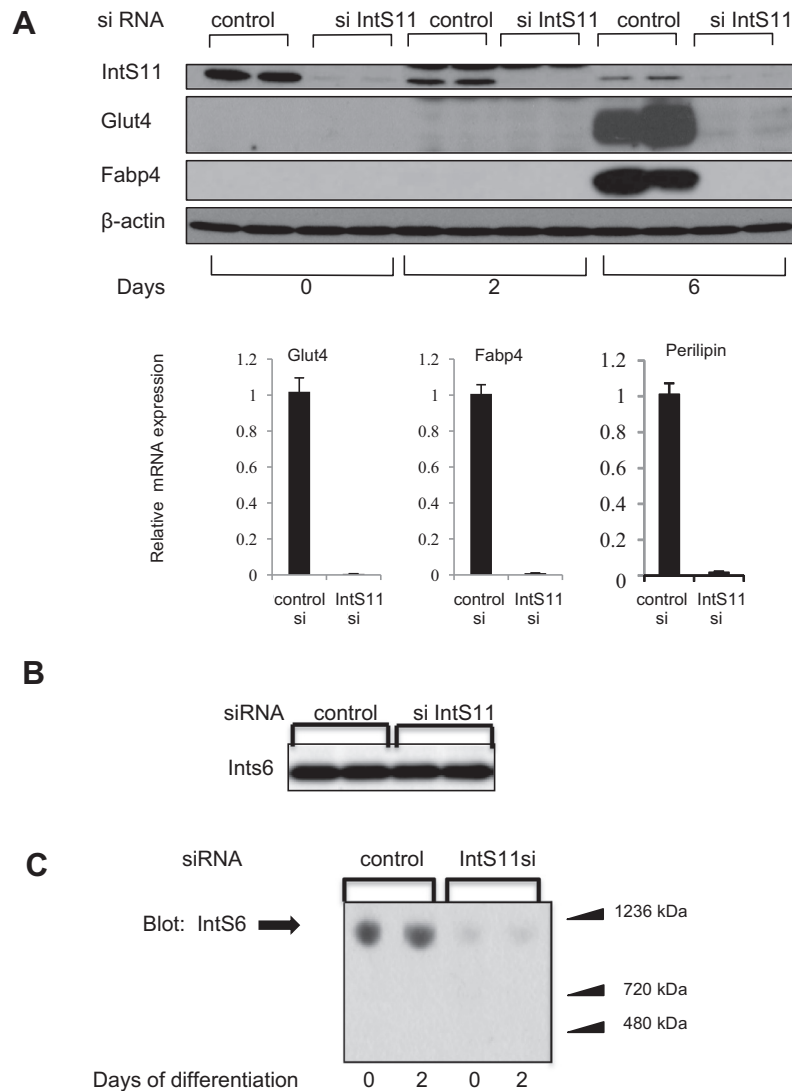 A
si RNA control si IntS11 control si IntS11 control si IntS11
IntS11
Glut4
Fabp4
β-actin
Days 0 2 6
Relative mRNA expression
Glut4
1.2
1
0.8
0.6
0.4
0.2
0
control si
IntS11 si
Fabp4
1.2
1
0.8
0.6
0.4
0.2
0
control si
IntS11 si
Perilipin
1.2
1
0.8
0.6
0.4
0.2
0
control si
IntS11 si
B
siRNA control si IntS11
Ints6
C
siRNA control IntS11si
Blot: IntS6
1236 kDa
720 kDa
480 kDa
Days of differentiation 0 2 0 2